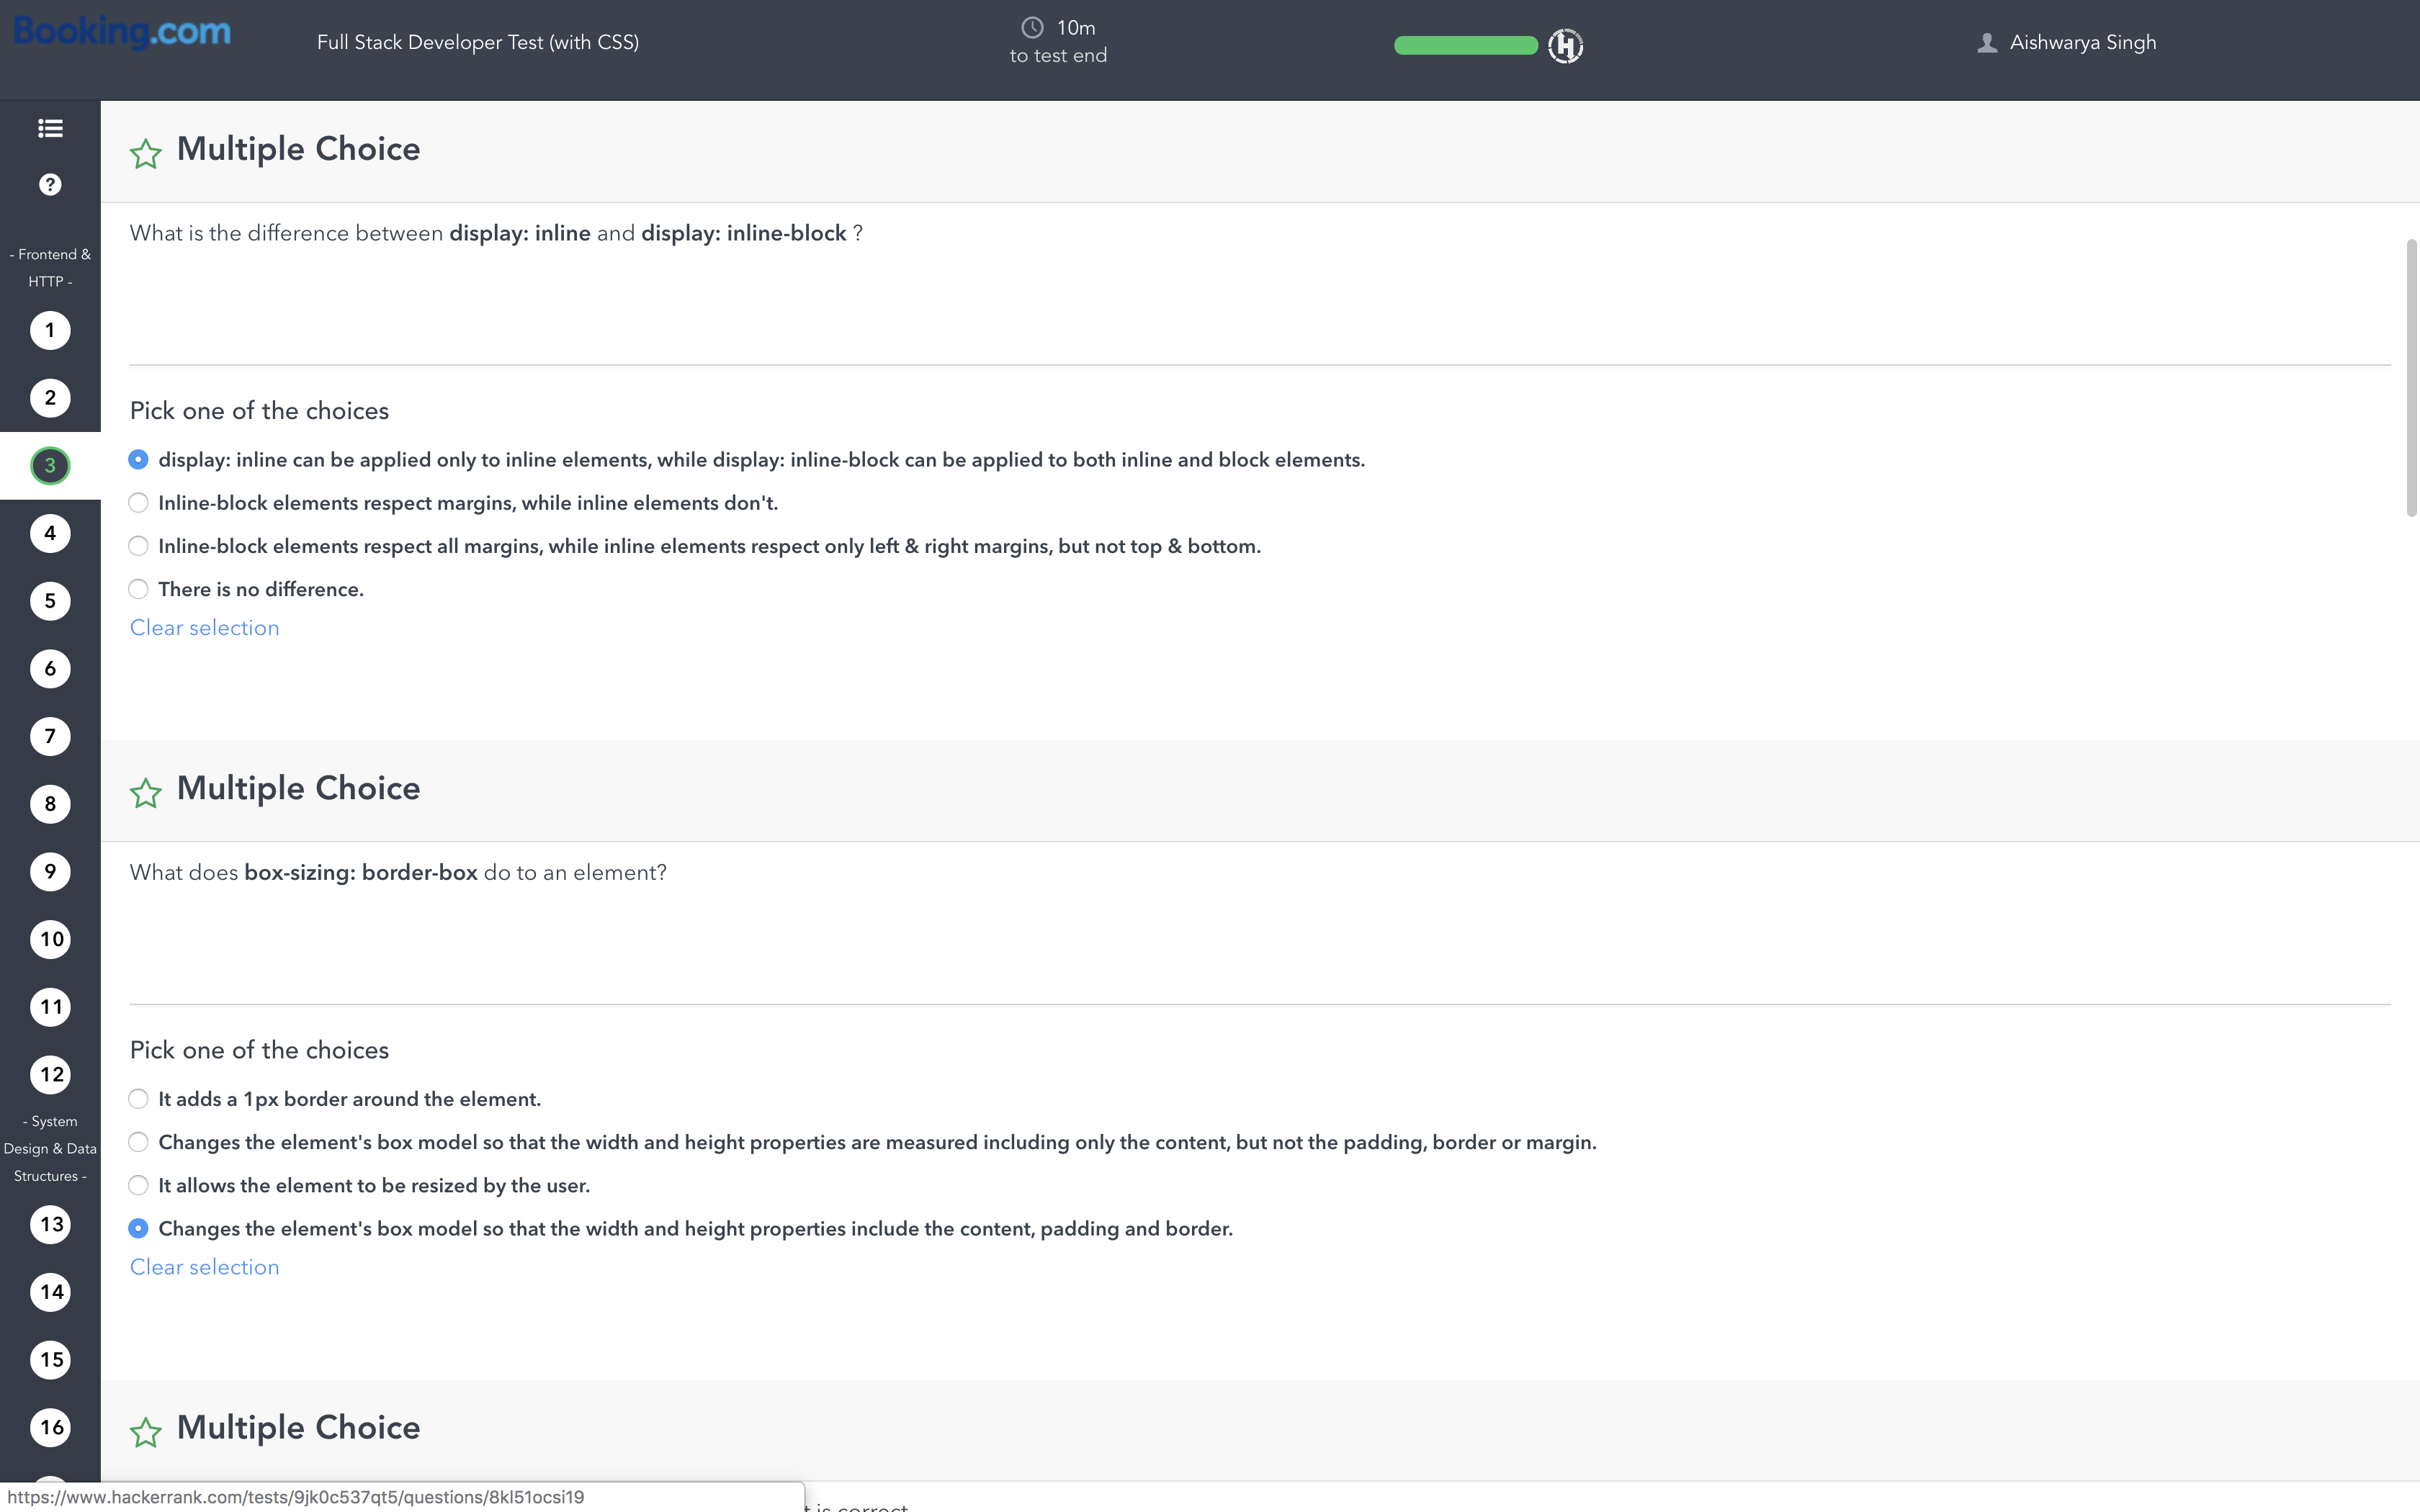 Booking.com
Full Stack Developer Test (with CSS)
10m
to test end
Aishwarya Singh
- Frontend &
HTTP -
1
2
3
4
5
6
7
8
9
10
11
12
- System
Design & Data
Structures -
13
14
15
16
Multiple Choice
What is the difference between display: inline and display: inline-block ?
Pick one of the choices
display: inline can be applied only to inline elements, while display: inline-block can be applied to both inline and block elements.
Inline-block elements respect margins, while inline elements don't.
Inline-block elements respect all margins, while inline elements respect only left & right margins, but not top & bottom.
There is no difference.
Clear selection
Multiple Choice
What does box-sizing: border-box do to an element?
Pick one of the choices
It adds a 1px border around the element.
Changes the element's box model so that the width and height properties are measured including only the content, but not the padding, border or margin.
It allows the element to be resized by the user.
Changes the element's box model so that the width and height properties include the content, padding and border.
Clear selection
Multiple Choice
https://www.hackerrank.com/tests/9jk0c537qt5/questions/8kl51ocsi19
is correct